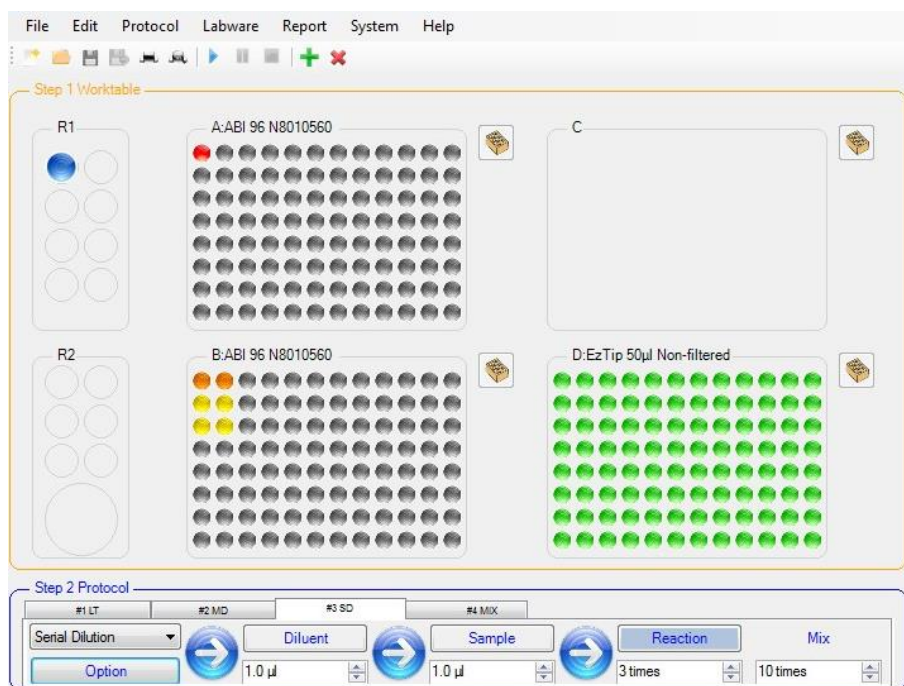 File Edit Protocol Labware Report System Help
Step 1 Worktable
R1 A:ABI 96 N8010560 C
R2 B:ABI 96 N8010560 D:EzTip 50µl Non-filtered
Step 2 Protocol
#1 LT #2 MD #3 SD #4 MIX
Serial Dilution Diluent Sample Reaction Mix
Option 1.0 µl 1.0 µl 3 times 10 times